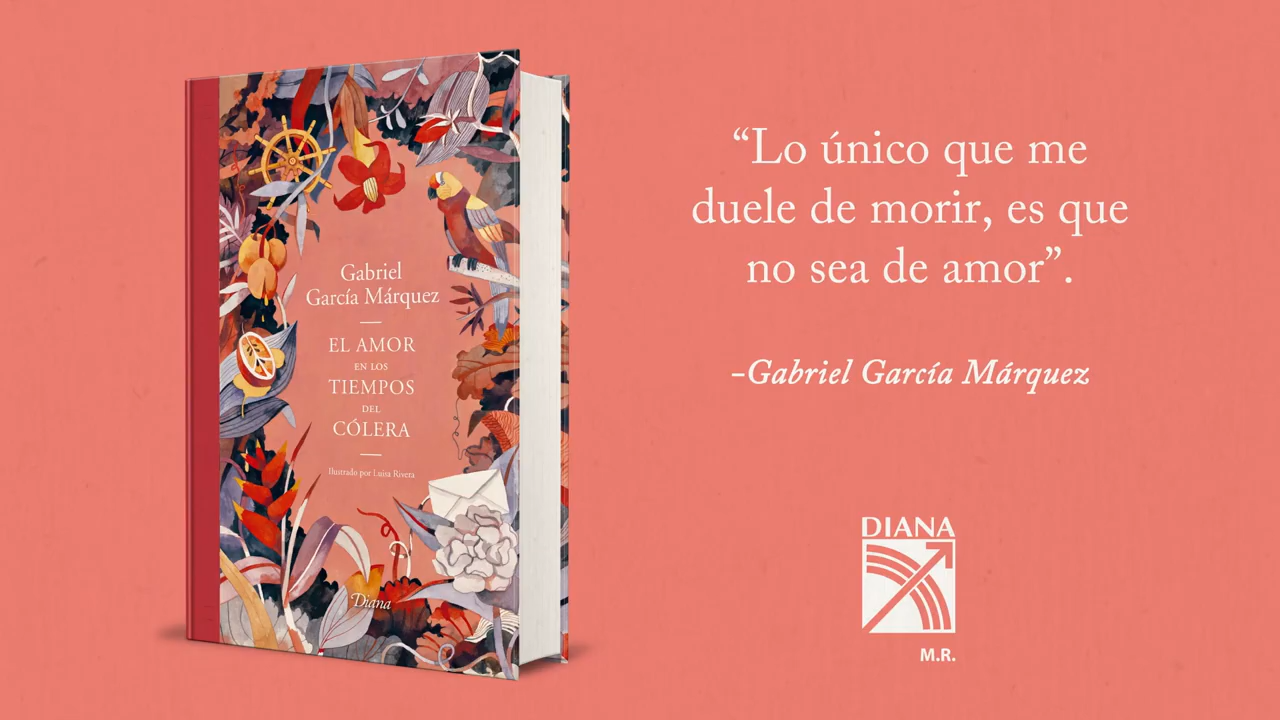 Gabriel
García Márquez
EL AMOR
EN LOS
TIEMPOS
DEL
CÓLERA
Ilustrado por Luisa Rivera
Diana
“Lo único que me
duele de morir, es que
no sea de amor”.
-Gabriel García Márquez
DIANA
M.R.